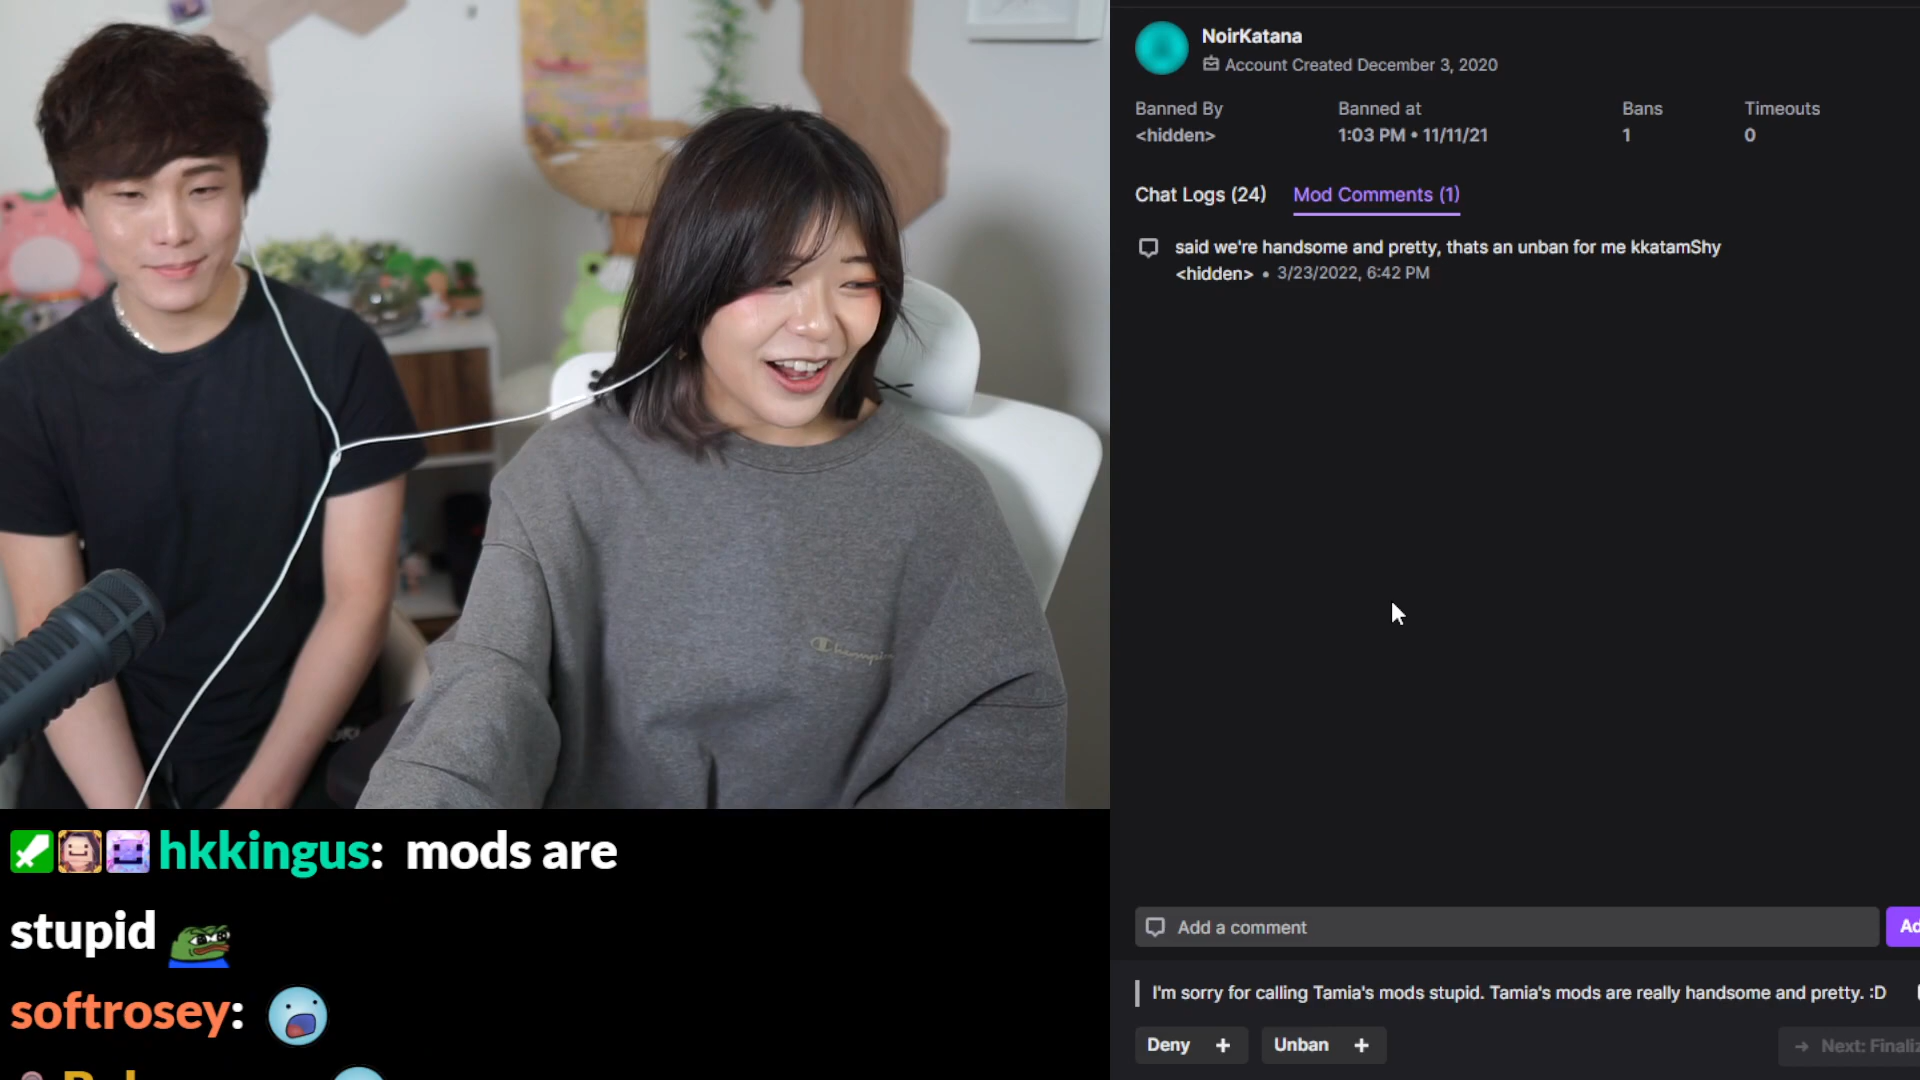 NoirKatana
Account Created December 3, 2020
Banned By
Banned at
Bans
Timeouts
<hidden>
1:03 PM • 11/11/21
1
0
Chat Logs (24)
Mod Comments (1)
said we're handsome and pretty, thats an unban for me kkatamShy
<hidden> • 3/23/2022, 6:42 PM
Champion
hkkingus: mods are
stupid
softrosey:
Add a comment
I'm sorry for calling Tamia's mods stupid. Tamia's mods are really handsome and pretty. :D
Deny +
Unban +
→ Next: